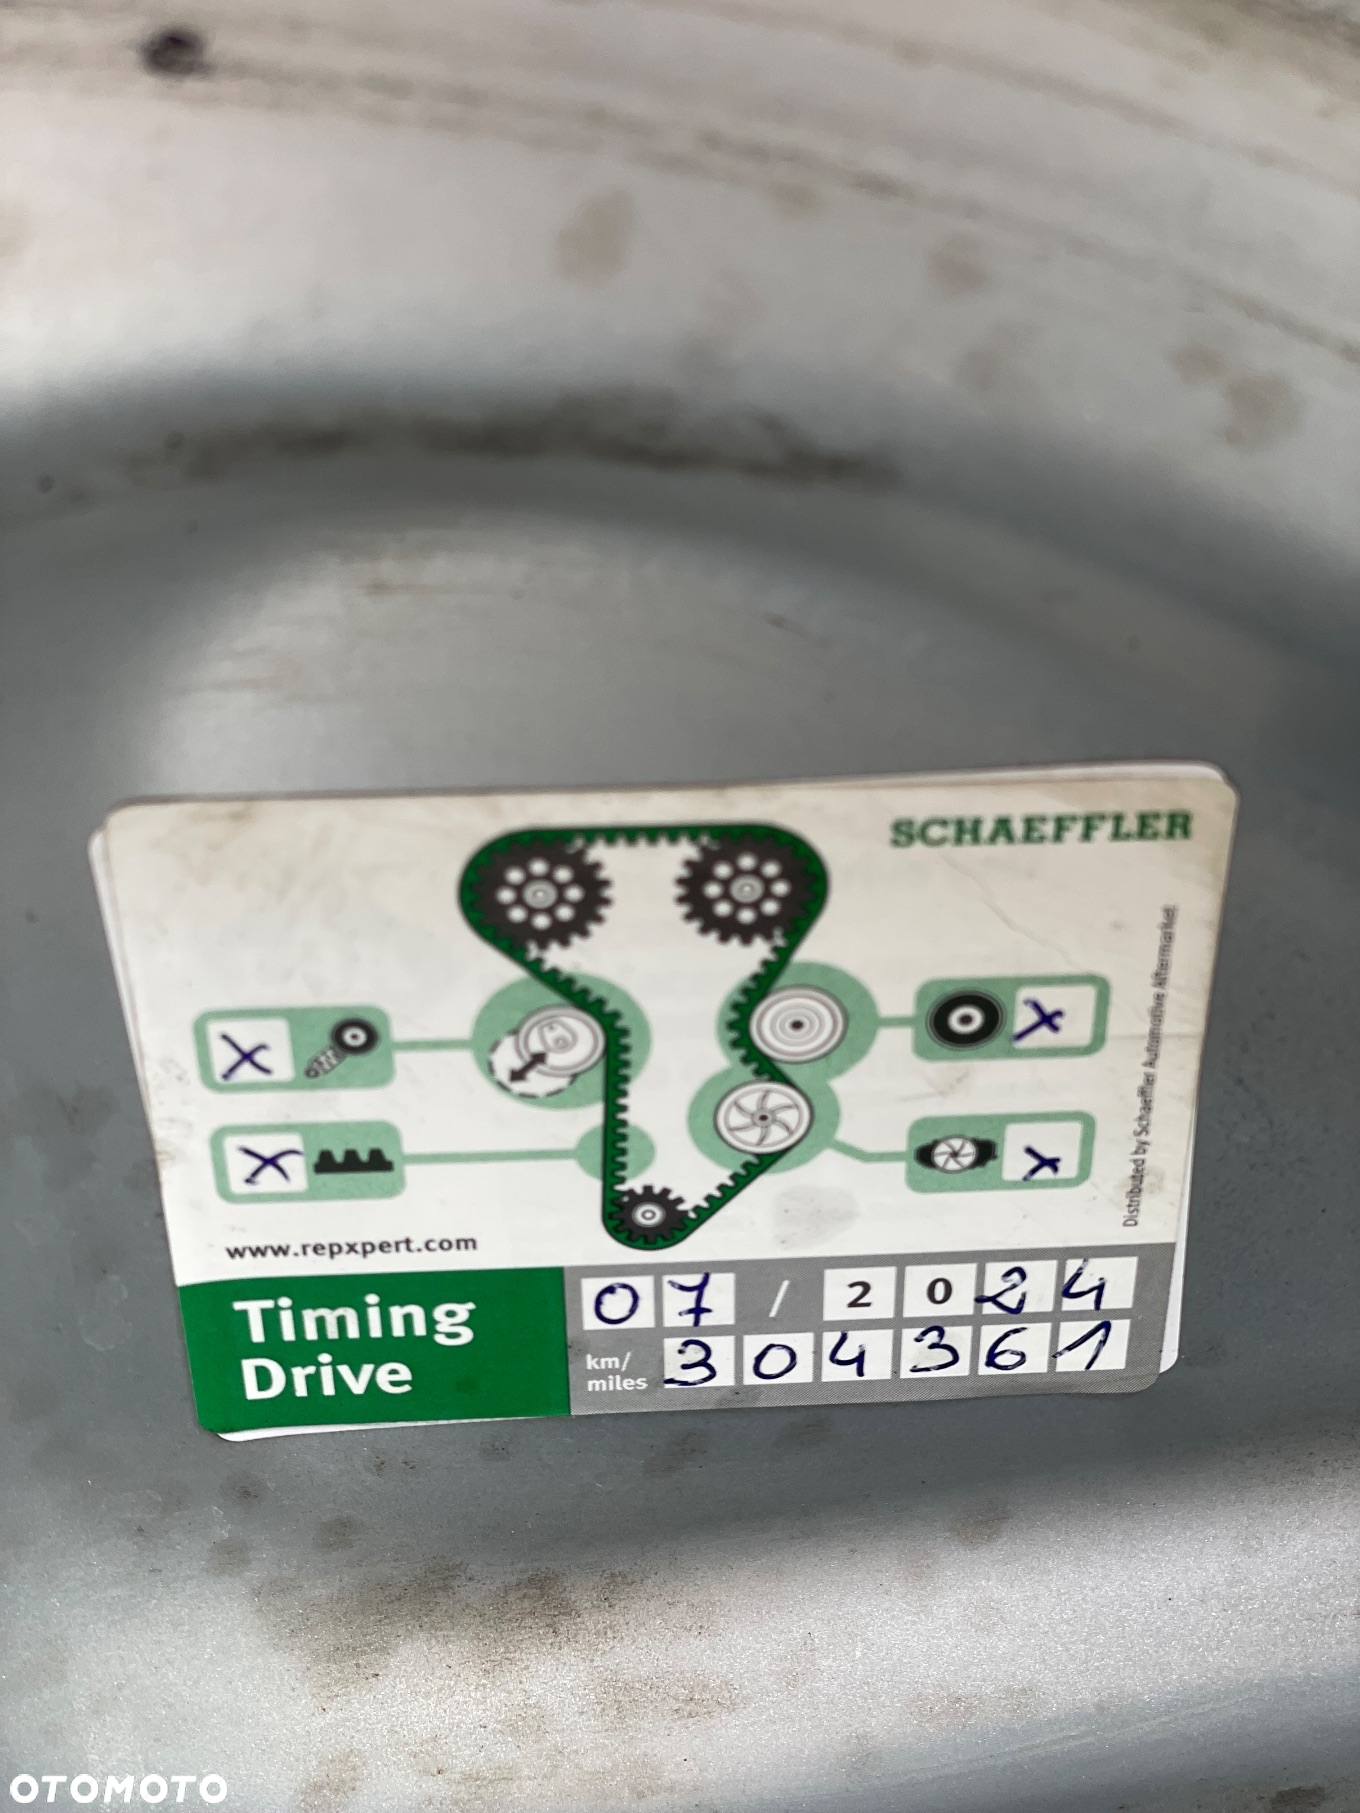 SCHAEFFLER
X
X
X
X
Distributed by Schaeffler Automotive Aftermarket
www.repxpert.com
Timing
Drive
07 / 2024
km/
miles
304361
OTOMOTO